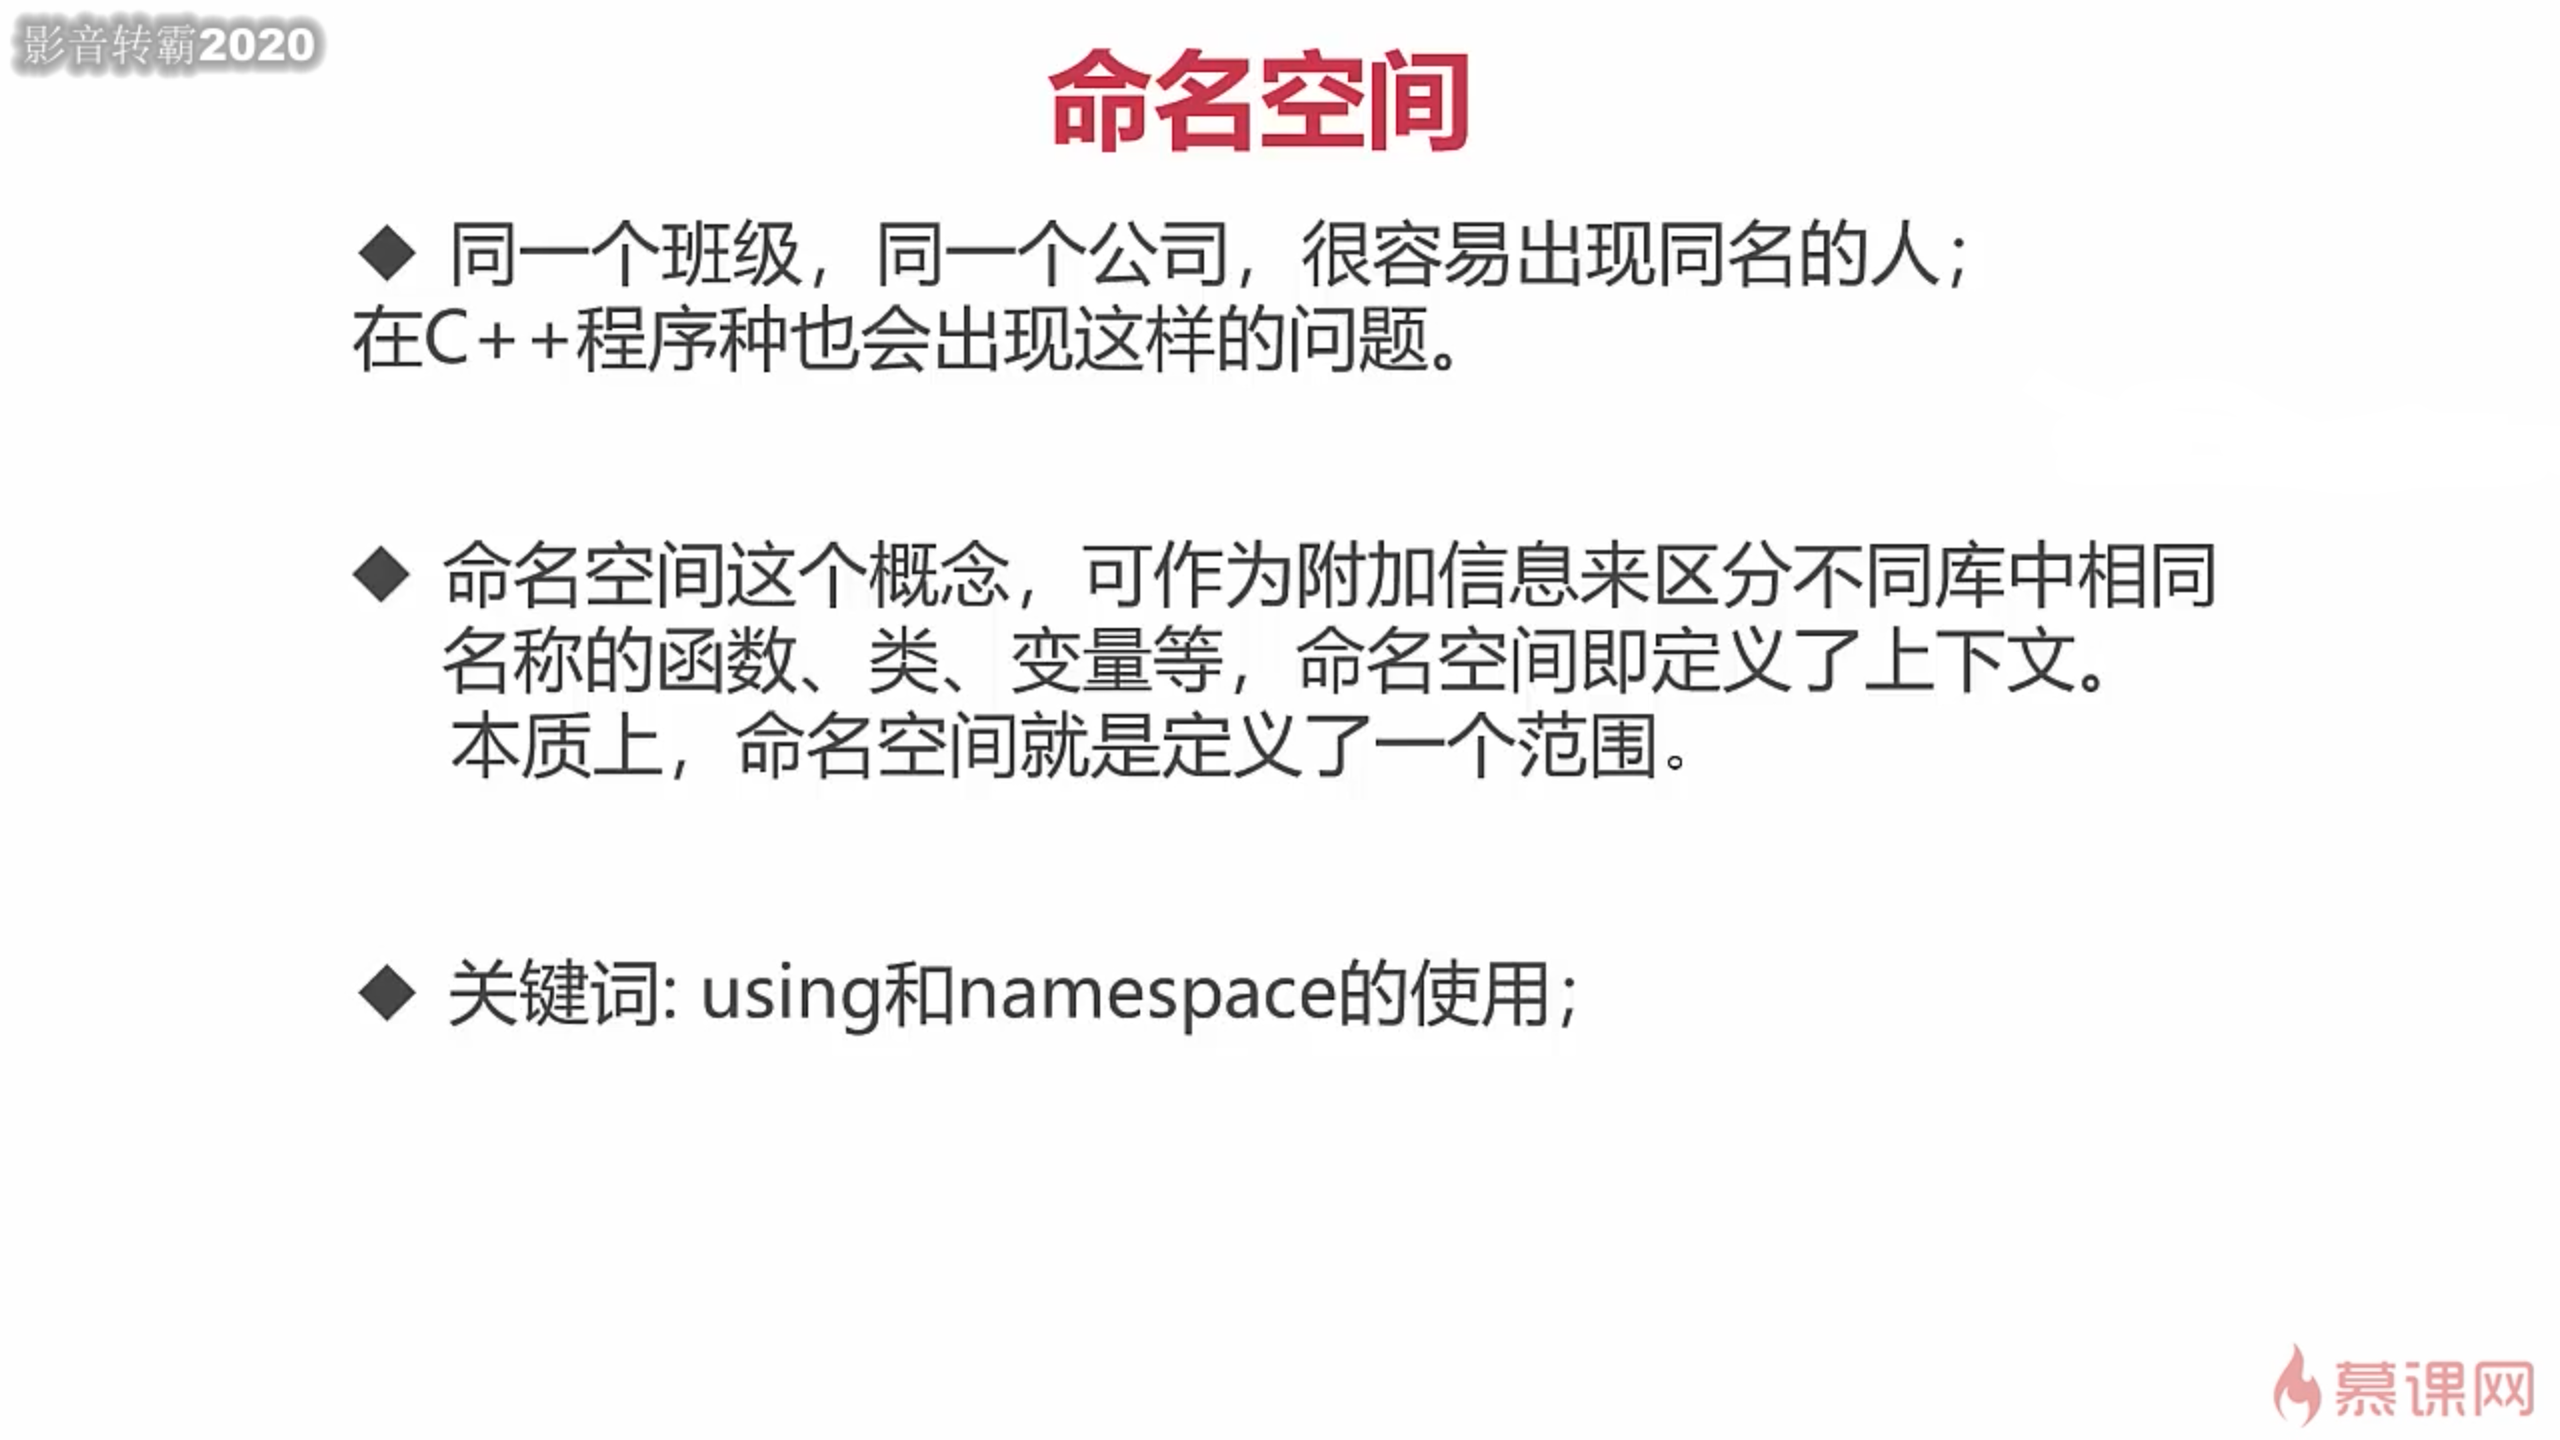 影音转霸2020
命名空间
◆ 同一个班级，同一个公司，很容易出现同名的人；
在C++程序种也会出现这样的问题。
◆ 命名空间这个概念，可作为附加信息来区分不同库中相同
名称的函数、类、变量等，命名空间即定义了上下文。
本质上，命名空间就是定义了一个范围。
◆ 关键词: using和namespace的使用；
慕课网